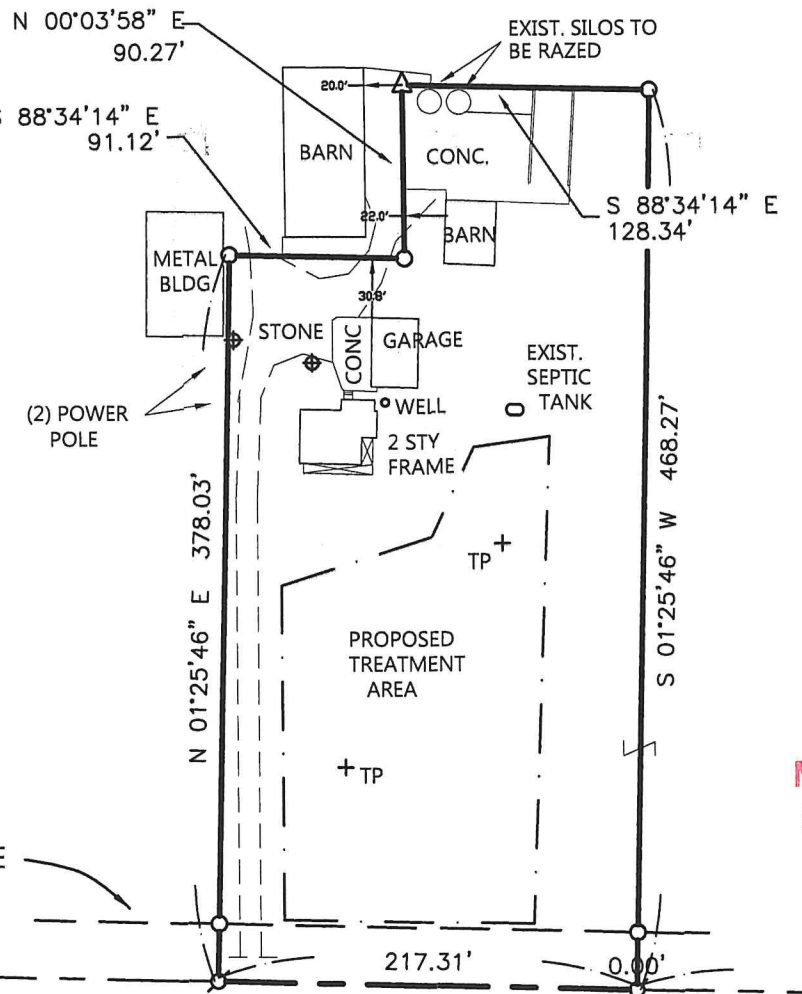 N 00°03'58" E
90.27'
EXIST. SILOS TO
BE RAZED
20.0'
88°34'14" E
91.12'
BARN
CONC.
S 88°34'14" E
128.34'
22.0'
BARN
METAL
BLDG
30.8'
STONE
CONC
GARAGE
EXIST.
SEPTIC
TANK
(2) POWER
POLE
WELL
2 STY
FRAME
N 01°25'46" E 378.03'
S 01°25'46" W 468.27'
TP
PROPOSED
TREATMENT
AREA
TP
217.31'
0.00'